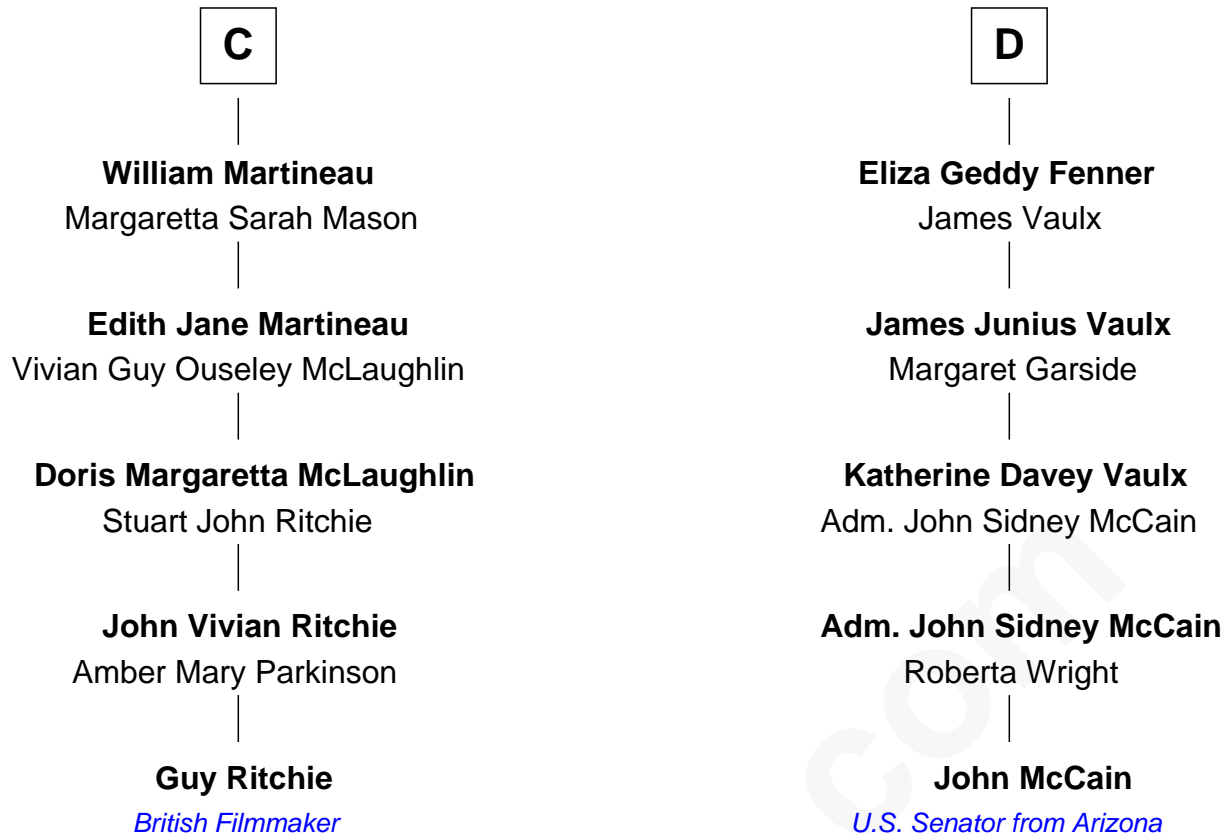 C
William Martineau
Margaretta Sarah Mason
Edith Jane Martineau
Vivian Guy Ouseley McLaughlin
Doris Margaretta McLaughlin
Stuart John Ritchie
John Vivian Ritchie
Amber Mary Parkinson
Guy Ritchie
British Filmmaker
D
Eliza Geddy Fenner
James Vaulx
James Junius Vaulx
Margaret Garside
Katherine Davey Vaulx
Adm. John Sidney McCain
Adm. John Sidney McCain
Roberta Wright
John McCain
U.S. Senator from Arizona
com